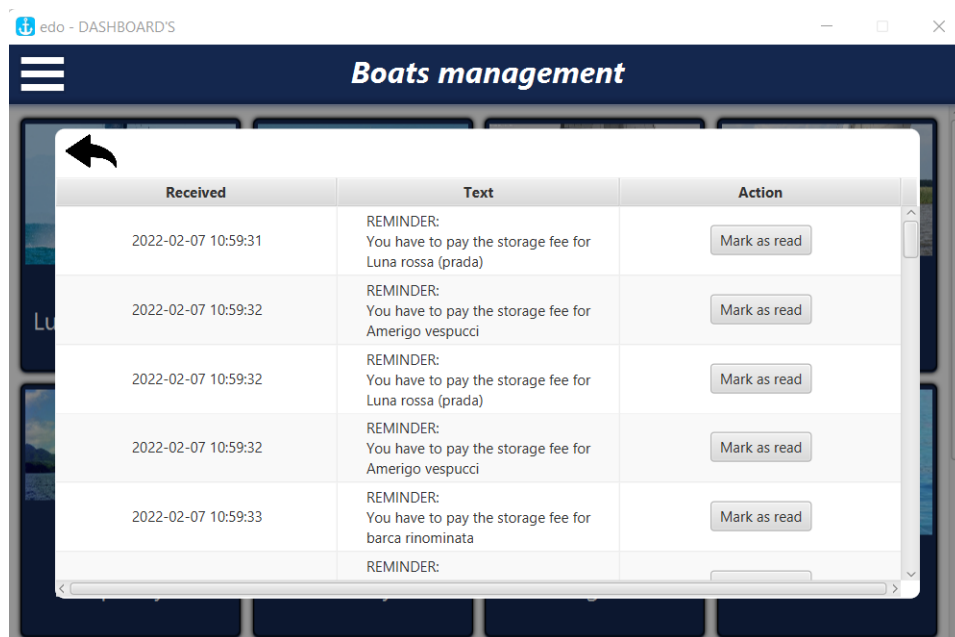 edo - DASHBOARD'S
Boats management
Received Text Action
2022-02-07 10:59:31
REMINDER:
You have to pay the storage fee for
Luna rossa (prada)
Mark as read
2022-02-07 10:59:32
REMINDER:
You have to pay the storage fee for
Amerigo vespucci
Mark as read
2022-02-07 10:59:32
REMINDER:
You have to pay the storage fee for
Luna rossa (prada)
Mark as read
2022-02-07 10:59:32
REMINDER:
You have to pay the storage fee for
Amerigo vespucci
Mark as read
2022-02-07 10:59:33
REMINDER:
You have to pay the storage fee for
barca rinominata
Mark as read
REMINDER:
Lu